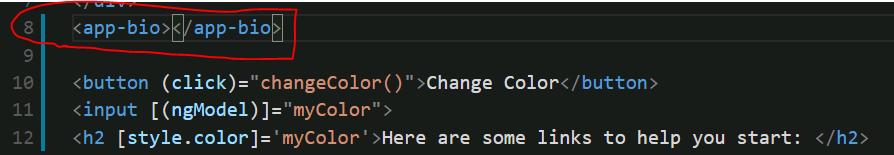 7 </div>
8 <app-bio></app-bio>
9
10 <button (click)="changeColor()">Change Color</button>
11 <input [(ngModel)]="myColor">
12 <h2 [style.color]='myColor'>Here are some links to help you start: </h2>